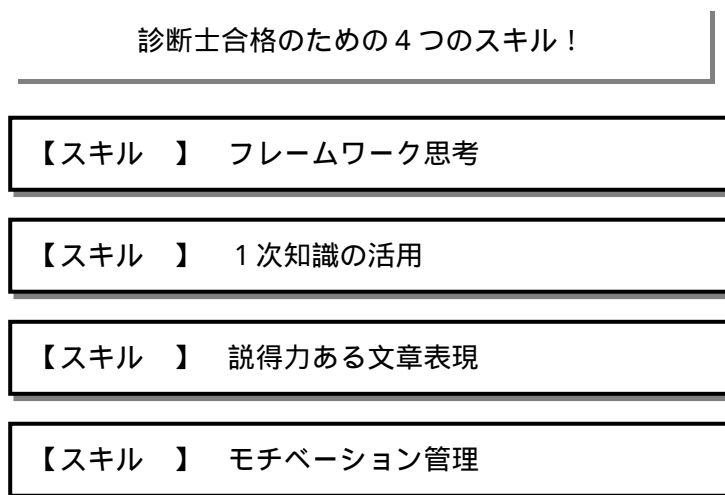 診断士合格のための4つのスキル!
【スキル　】　フレームワーク思考
【スキル　】　1次知識の活用
【スキル　】　説得力ある文章表現
【スキル　】　モチベーション管理